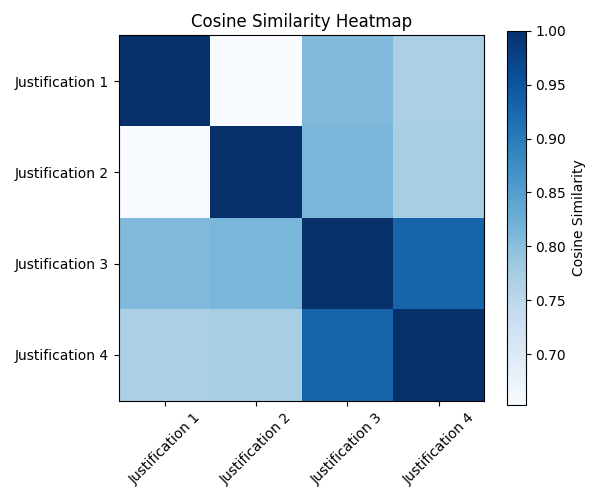 Cosine Similarity Heatmap
Justification 1
Justification 2
Justification 3
Justification 4
Justification 1
Justification 2
Justification 3
Justification 4
1.00
0.95
0.90
0.85
0.80
0.75
0.70
Cosine Similarity